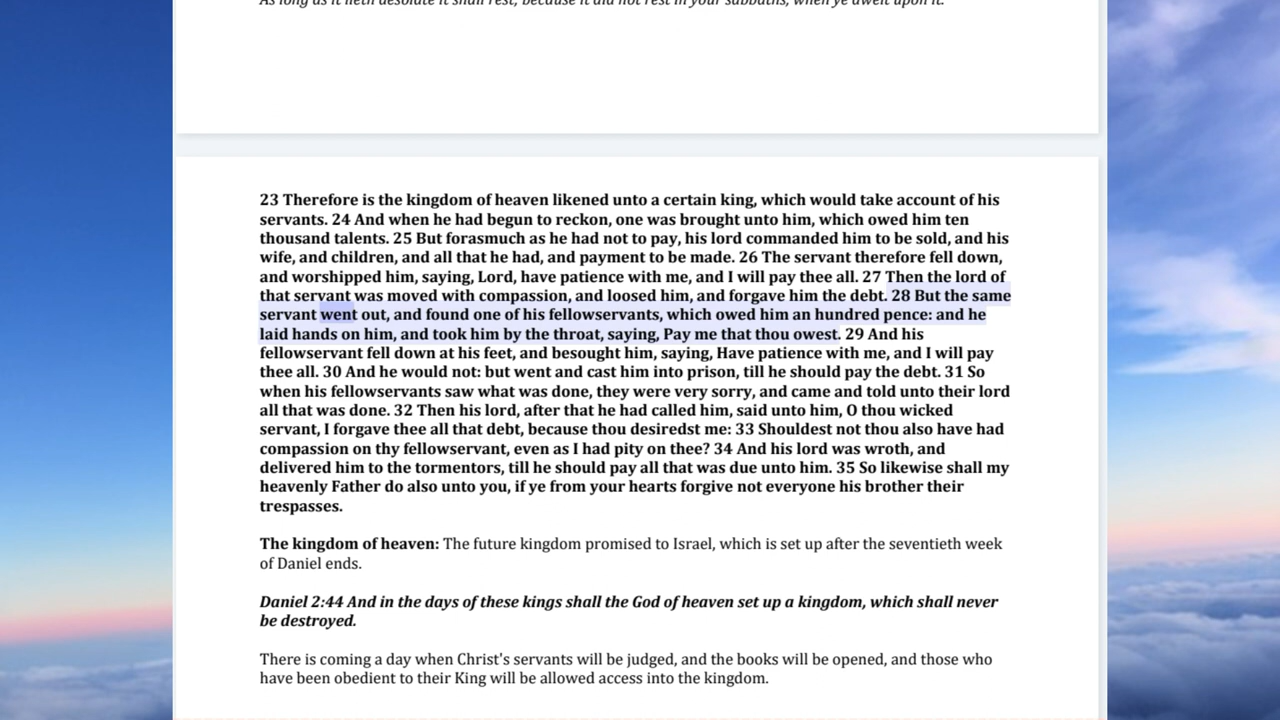 As long as it lieth desolate it shall rest; because it did not rest in your sabbaths, when ye dwelt upon it.
23 Therefore is the kingdom of heaven likened unto a certain king, which would take account of his
servants. 24 And when he had begun to reckon, one was brought unto him, which owed him ten
thousand talents. 25 But forasmuch as he had not to pay, his lord commanded him to be sold, and his
wife, and children, and all that he had, and payment to be made. 26 The servant therefore fell down,
and worshipped him, saying, Lord, have patience with me, and I will pay thee all. 27 Then the lord of
that servant was moved with compassion, and loosed him, and forgave him the debt. 28 But the same
servant went out, and found one of his fellowservants, which owed him an hundred pence: and he
laid hands on him, and took him by the throat, saying, Pay me that thou owest. 29 And his
fellowservant fell down at his feet, and besought him, saying, Have patience with me, and I will pay
thee all. 30 And he would not: but went and cast him into prison, till he should pay the debt. 31 So
when his fellowservants saw what was done, they were very sorry, and came and told unto their lord
all that was done. 32 Then his lord, after that he had called him, said unto him, O thou wicked
servant, I forgave thee all that debt, because thou desiredst me: 33 Shouldest not thou also have had
compassion on thy fellowservant, even as I had pity on thee? 34 And his lord was wroth, and
delivered him to the tormentors, till he should pay all that was due unto him. 35 So likewise shall my
heavenly Father do also unto you, if ye from your hearts forgive not everyone his brother their
trespasses.
The kingdom of heaven: The future kingdom promised to Israel, which is set up after the seventieth week
of Daniel ends.
Daniel 2:44 And in the days of these kings shall the God of heaven set up a kingdom, which shall never
be destroyed.
There is coming a day when Christ's servants will be judged, and the books will be opened, and those who
have been obedient to their King will be allowed access into the kingdom.